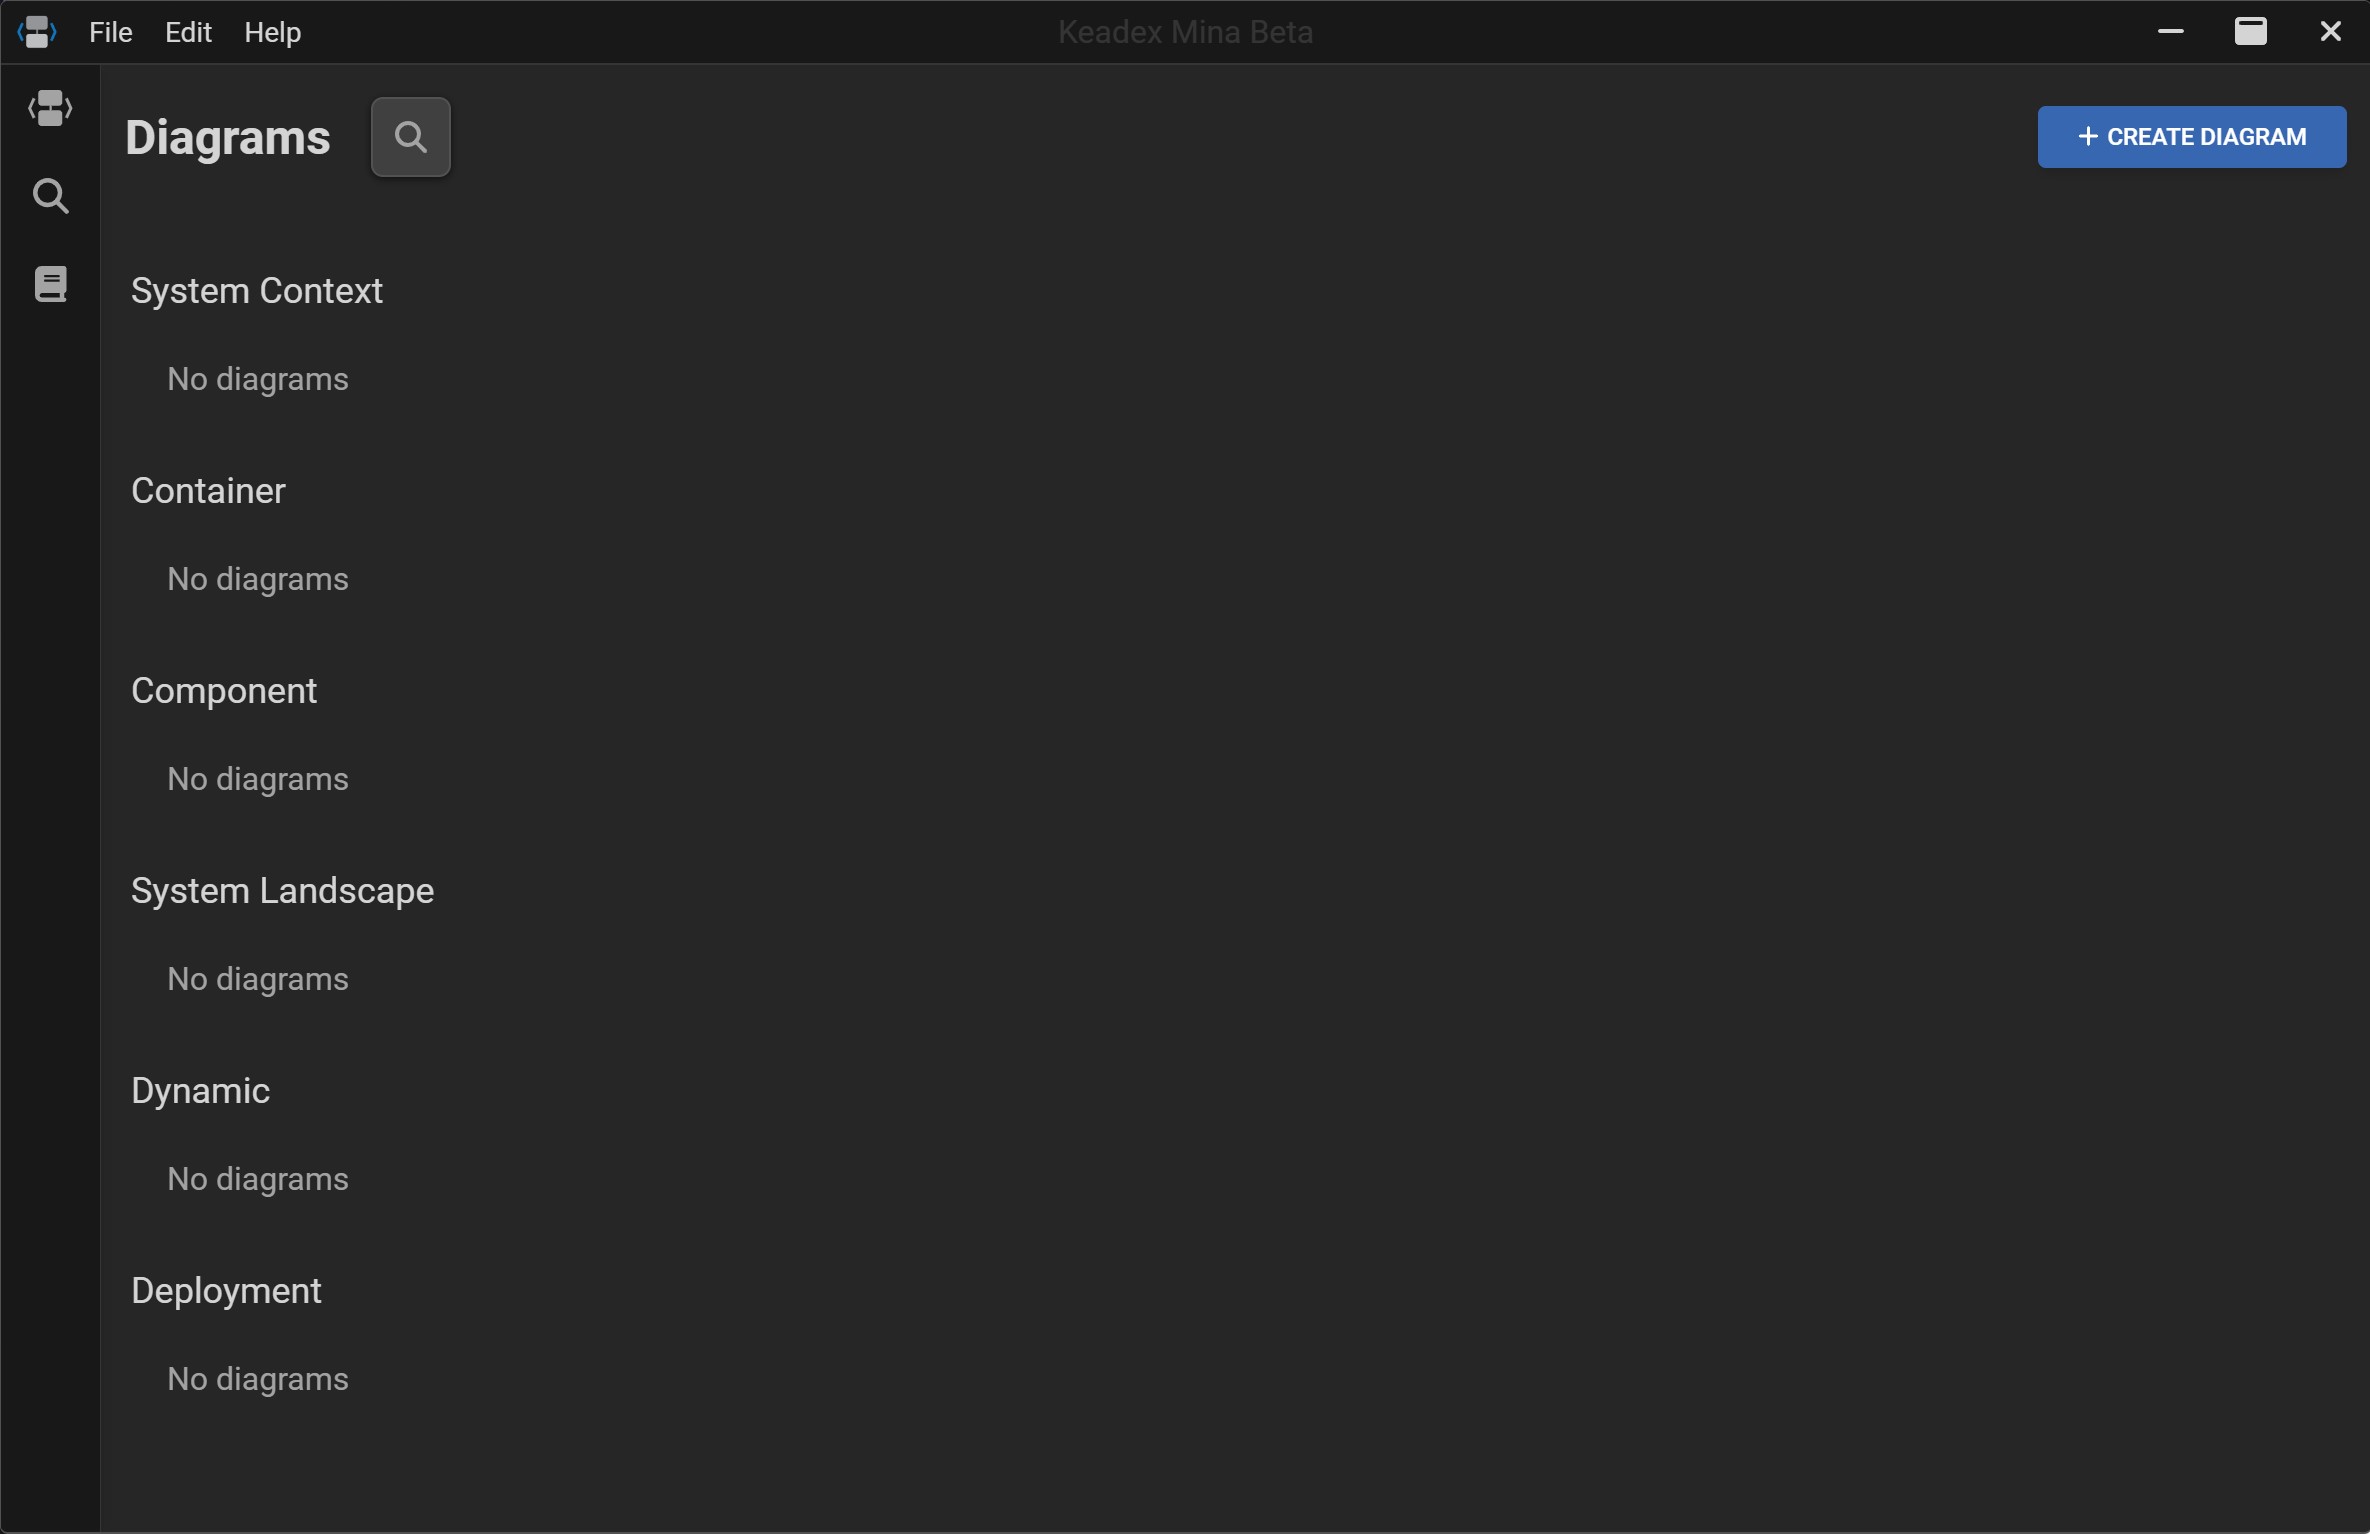 File Edit Help Keadex Mina Beta
Diagrams + CREATE DIAGRAM
System Context
No diagrams
Container
No diagrams
Component
No diagrams
System Landscape
No diagrams
Dynamic
No diagrams
Deployment
No diagrams